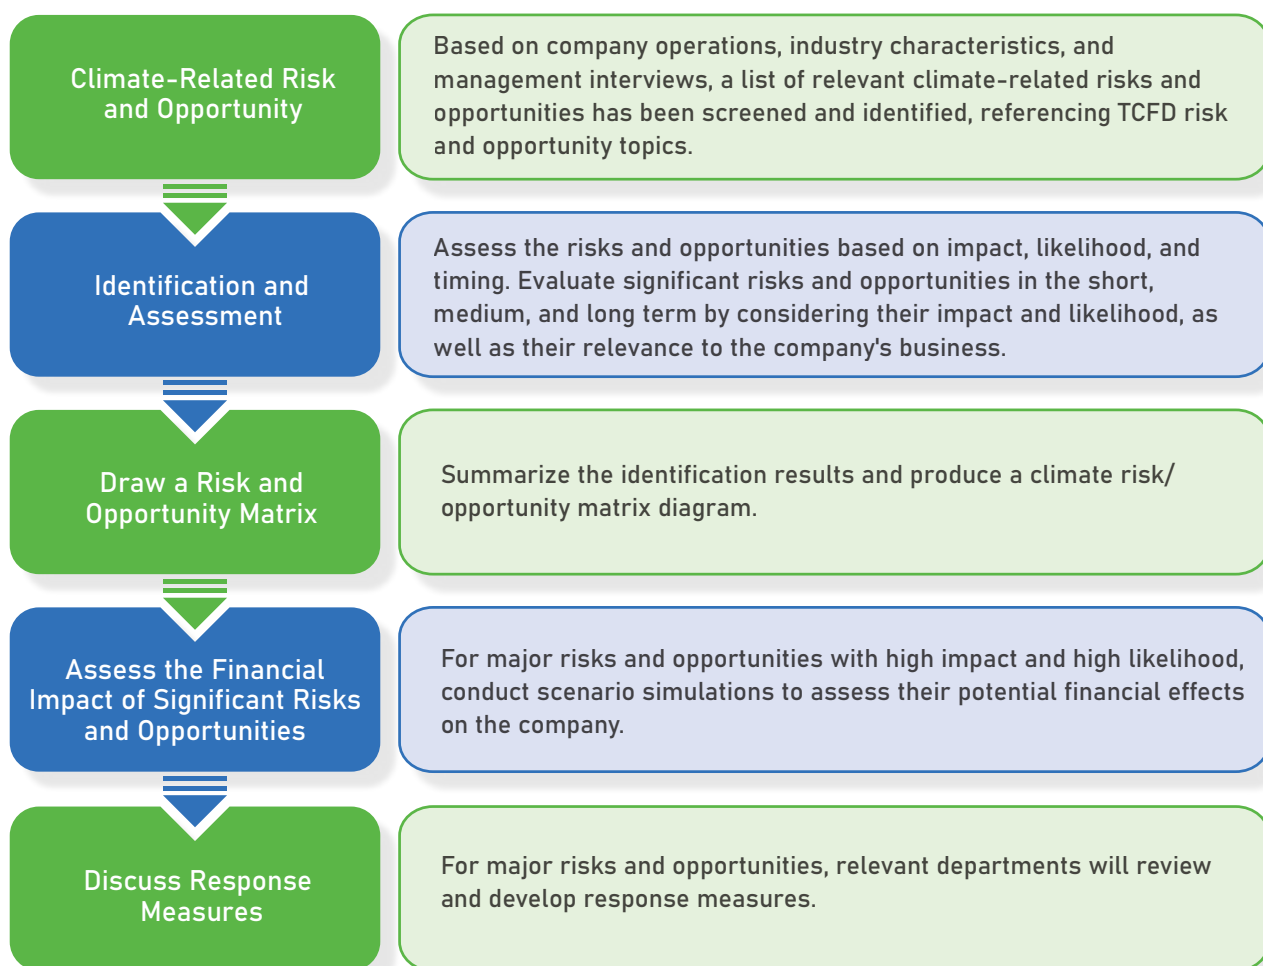 Climate-Related Risk
and Opportunity
Based on company operations, industry characteristics, and
management interviews, a list of relevant climate-related risks and
opportunities has been screened and identified, referencing TCFD risk
and opportunity topics.
Identification and
Assessment
Assess the risks and opportunities based on impact, likelihood, and
timing. Evaluate significant risks and opportunities in the short,
medium, and long term by considering their impact and likelihood, as
well as their relevance to the company's business.
Draw a Risk and
Opportunity Matrix
Summarize the identification results and produce a climate risk/
opportunity matrix diagram.
Assess the Financial
Impact of Significant Risks
and Opportunities
For major risks and opportunities with high impact and high likelihood,
conduct scenario simulations to assess their potential financial effects
on the company.
Discuss Response
Measures
For major risks and opportunities, relevant departments will review
and develop response measures.